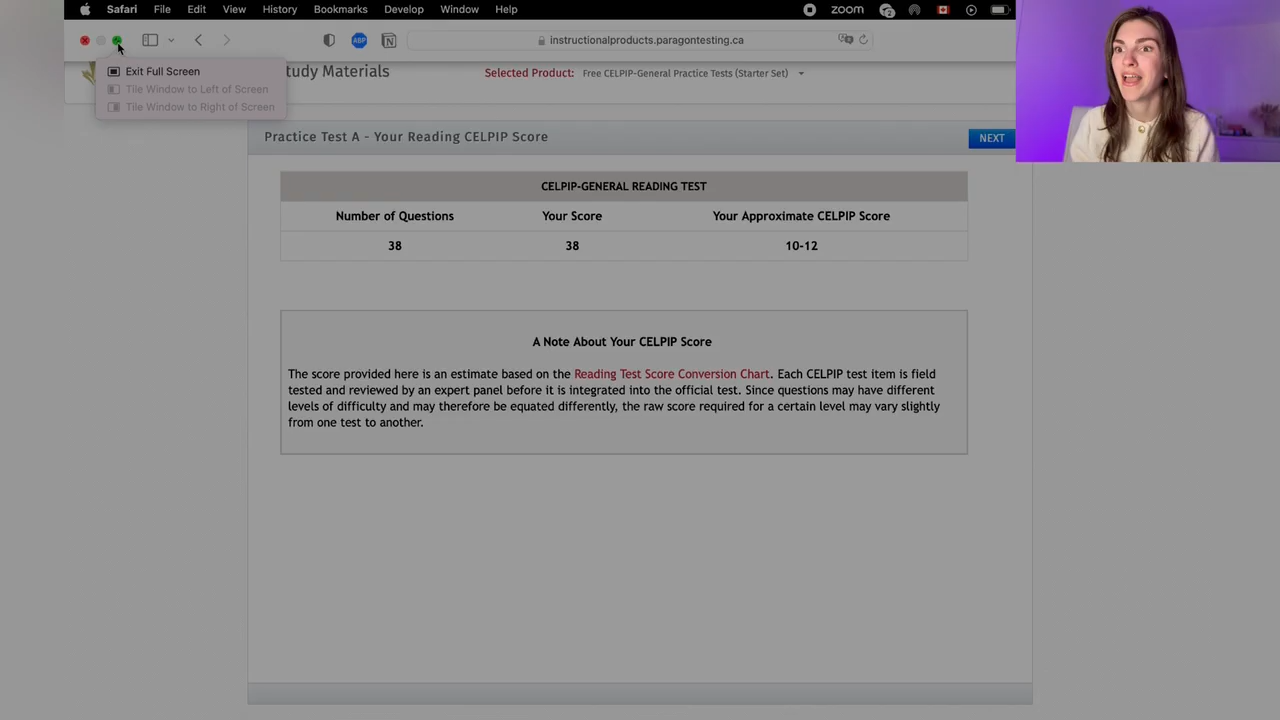 Safari File Edit View History Bookmarks Develop Window Help zoom
ABP instructionalproducts.paragontesting.ca
Exit Full Screen
Tile Window to Left of Screen
Tile Window to Right of Screen
tudy Materials
Selected Product: Free CELPIP-General Practice Tests (Starter Set)
Practice Test A - Your Reading CELPIP Score
NEXT
CELPIP-GENERAL READING TEST
Number of Questions Your Score Your Approximate CELPIP Score
38 38 10-12
A Note About Your CELPIP Score
The score provided here is an estimate based on the Reading Test Score Conversion Chart. Each CELPIP test item is field
tested and reviewed by an expert panel before it is integrated into the official test. Since questions may have different
levels of difficulty and may therefore be equated differently, the raw score required for a certain level may vary slightly
from one test to another.